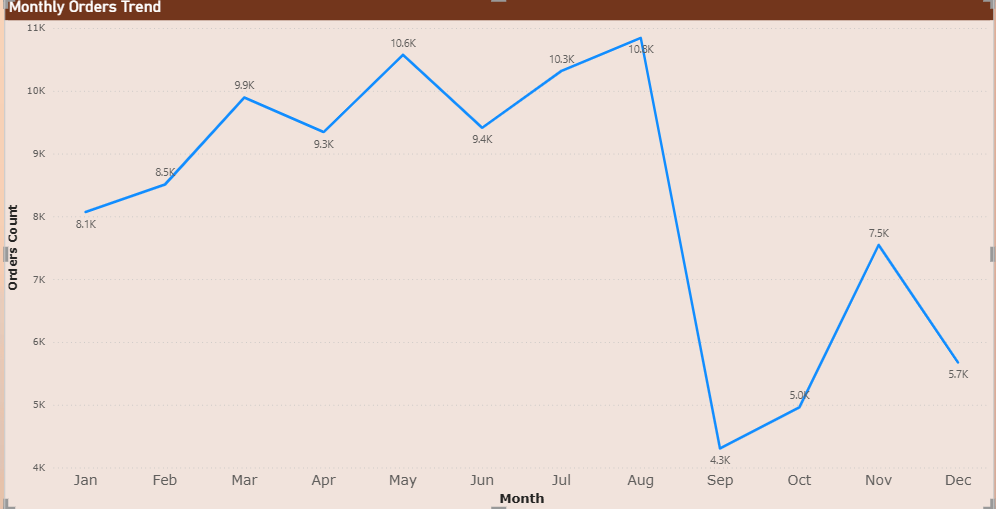 Monthly Orders Trend
11K
10K
9K
8K
7K
6K
5K
4K
Orders Count
8.1K
8.5K
9.9K
9.3K
10.6K
9.4K
10.3K
10.8K
4.3K
5.0K
7.5K
5.7K
Jan Feb Mar Apr May Jun Jul Aug Sep Oct Nov Dec
Month